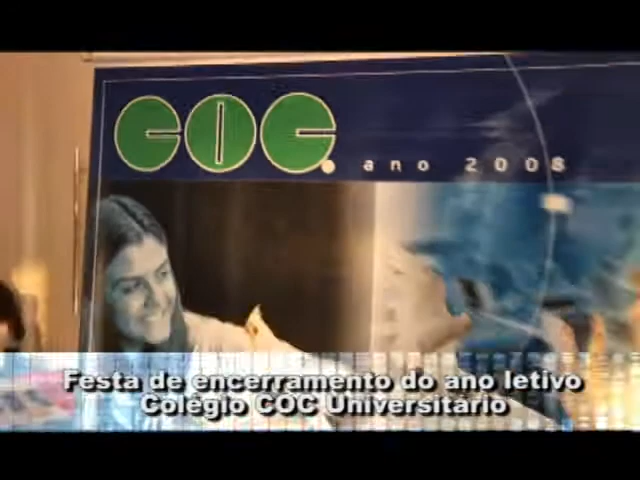 COC. ano 2008
Festa de encerramento do ano letivo
Colégio COC Universitário